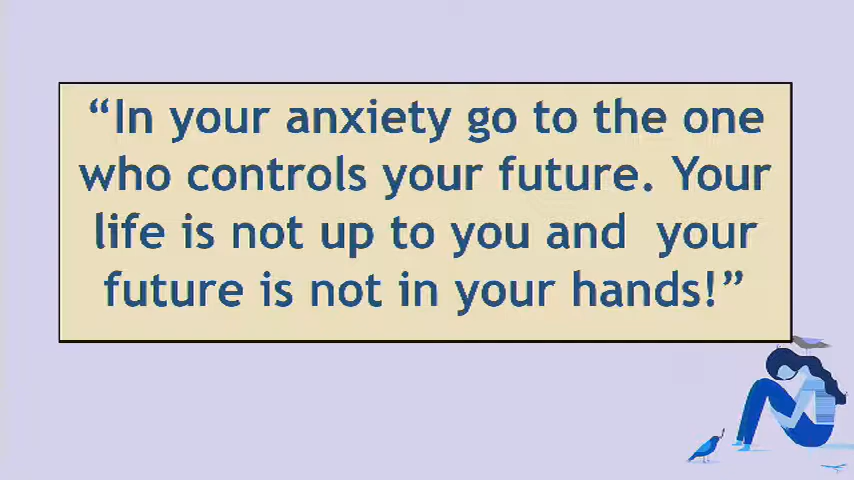 “In your anxiety go to the one
who controls your future. Your
life is not up to you and  your
future is not in your hands!”